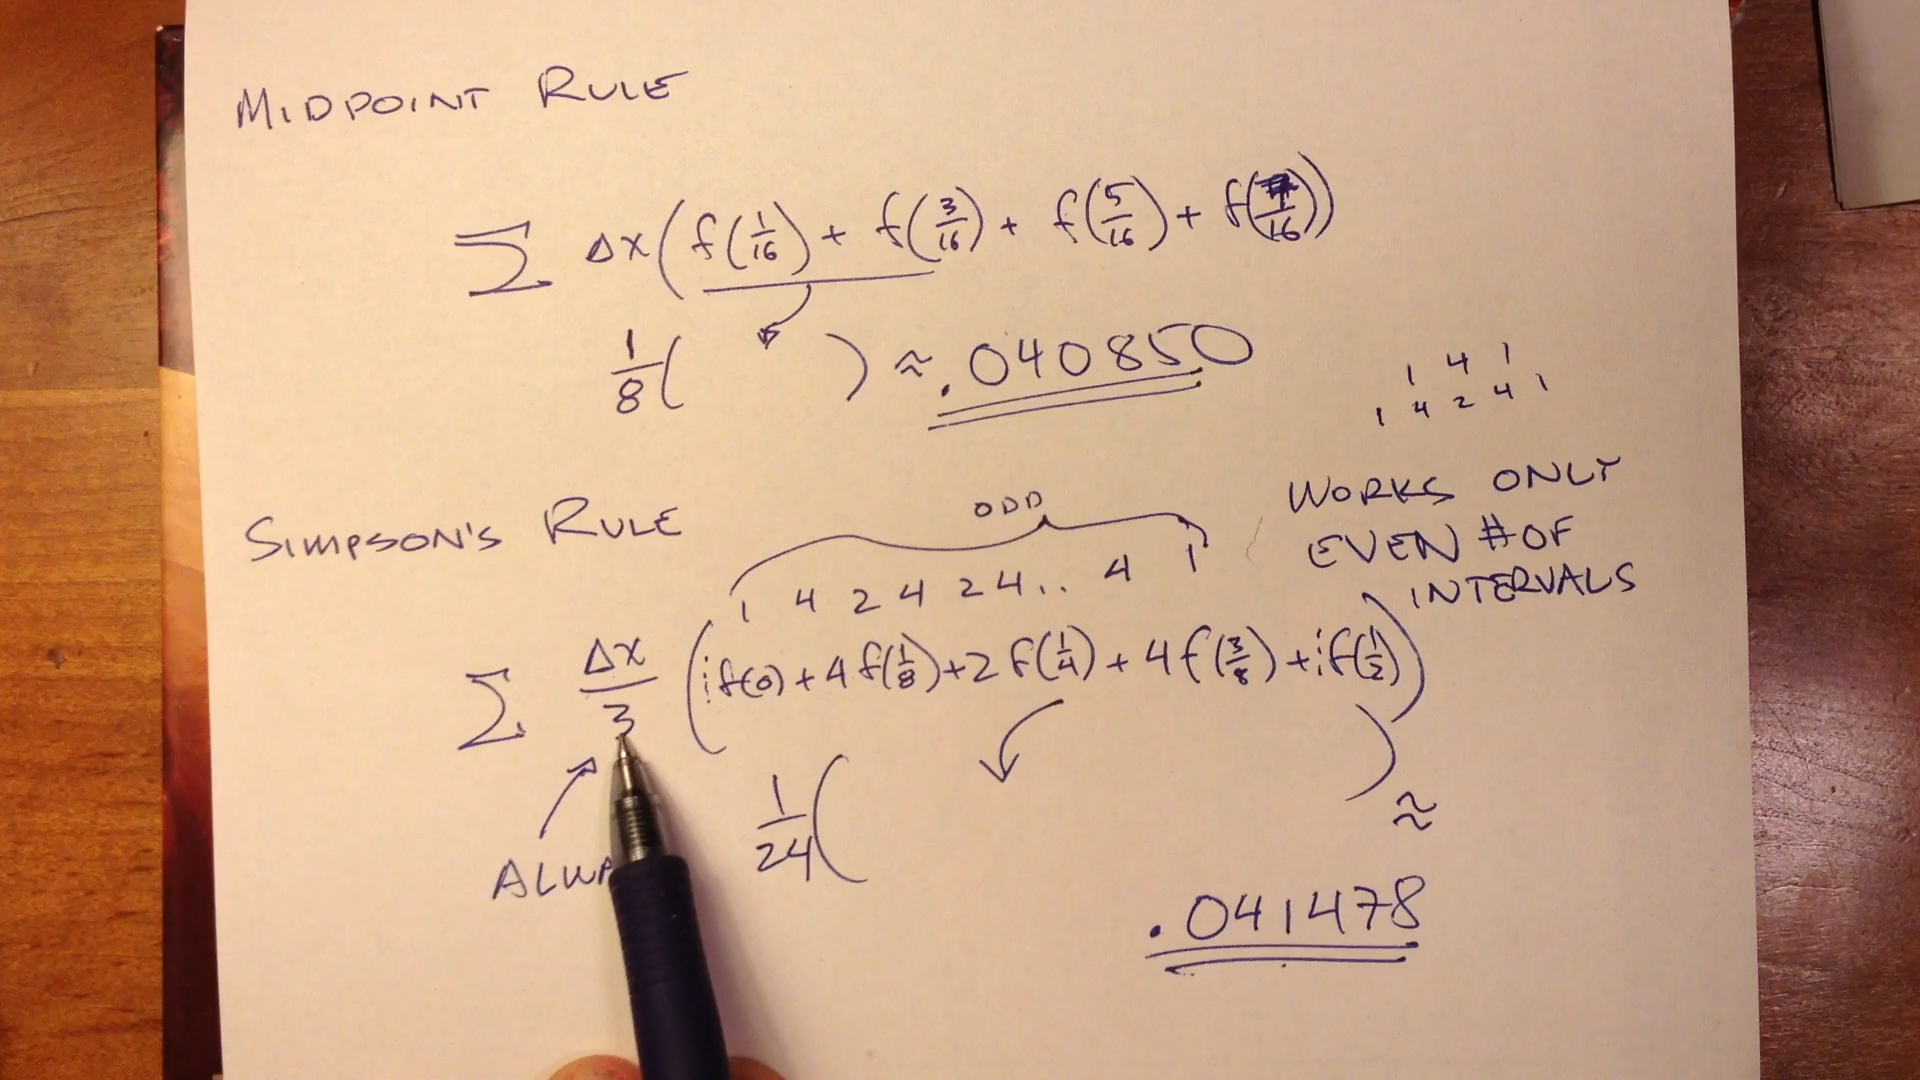 MIDPOINT RULE
Σ Δx(f(1/16) + f(3/16) + f(5/16) + f(7/16))
1/8( ) ≈ .040850
1 4 1
1 4 2 4 1
SIMPSON'S RULE
ODD
WORKS ONLY
EVEN # OF
INTERVALS
1 4 2 4 2 4 .. 4 1
Σ Δx/3 (1f(0) + 4f(1/8) + 2f(1/4) + 4f(3/8) + 1f(1/2))
1/24( ) ≈
.041478